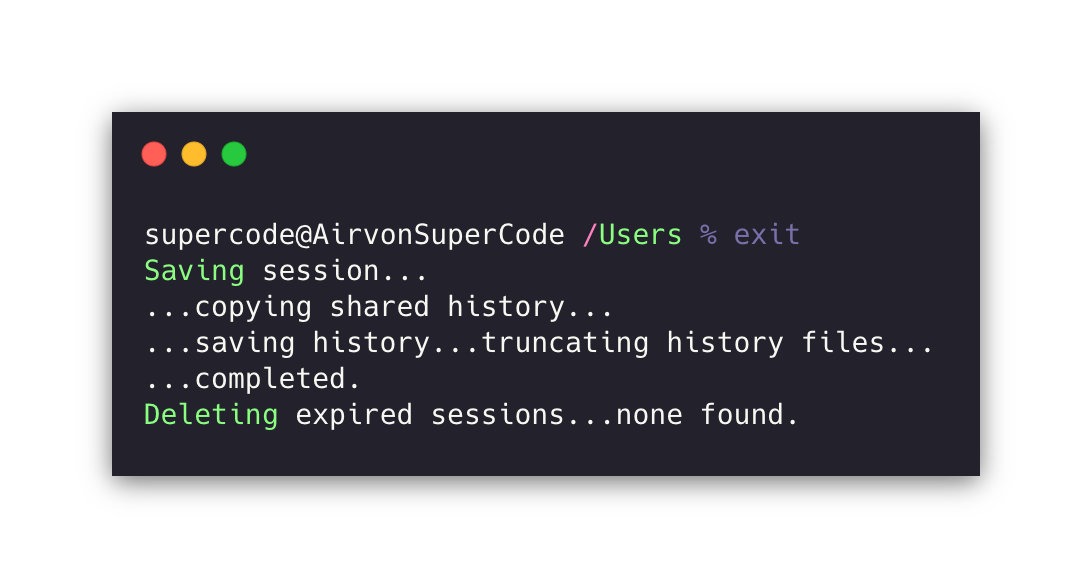 supercode@AirvonSuperCode /Users % exit
Saving session...
...copying shared history...
...saving history...truncating history files...
...completed.
Deleting expired sessions...none found.